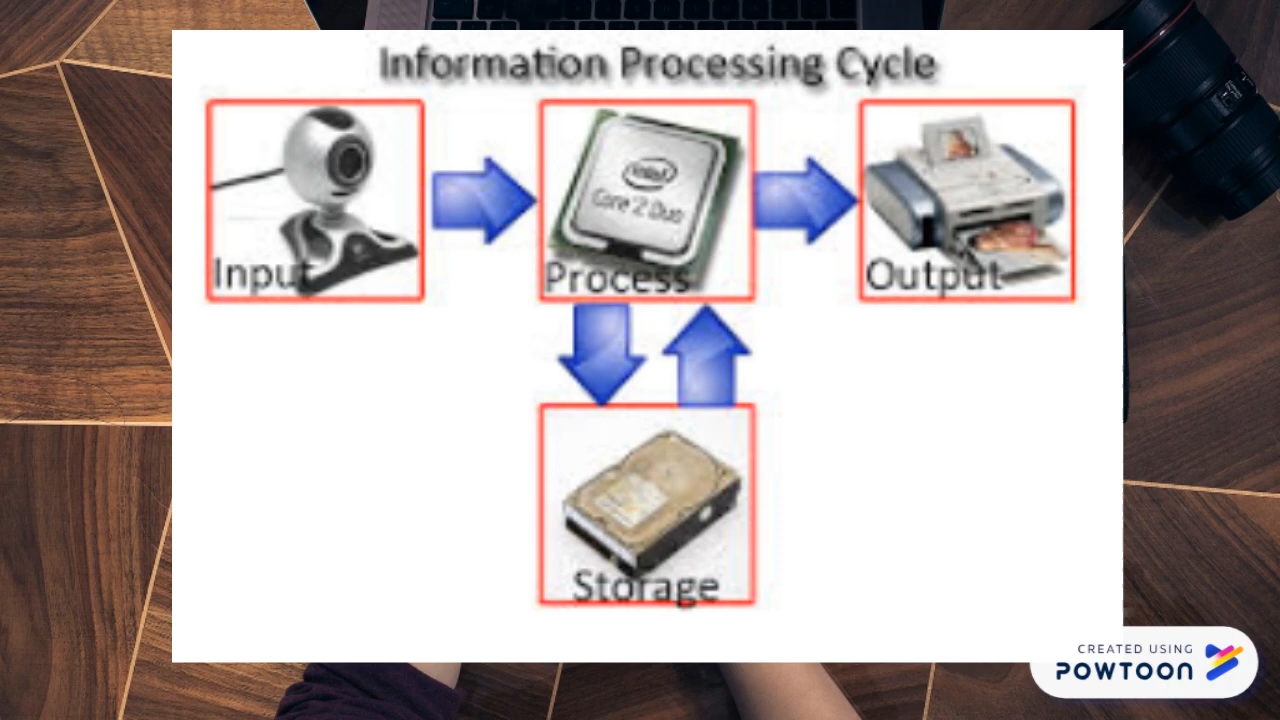 Information Processing Cycle
Input
Process
Output
intel
Core 2 Duo
Storage
CREATED USING
POWTOON